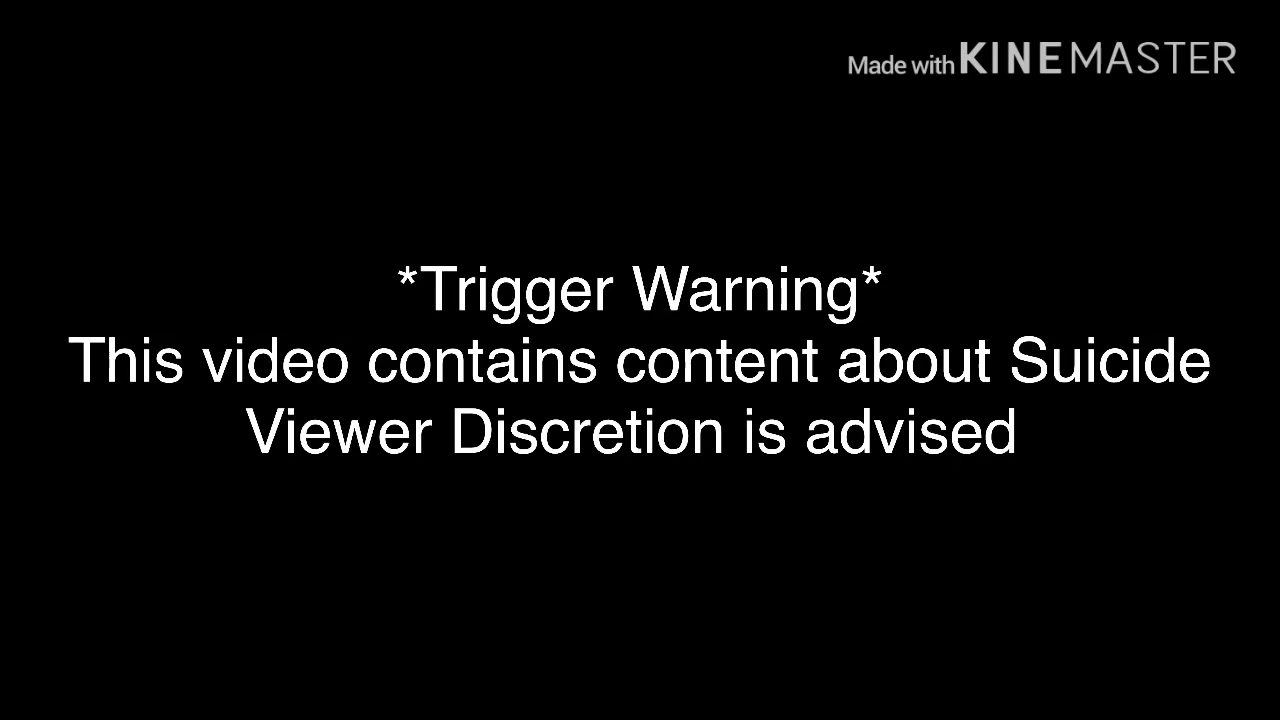 Made with KINEMASTER
*Trigger Warning*
This video contains content about Suicide
Viewer Discretion is advised